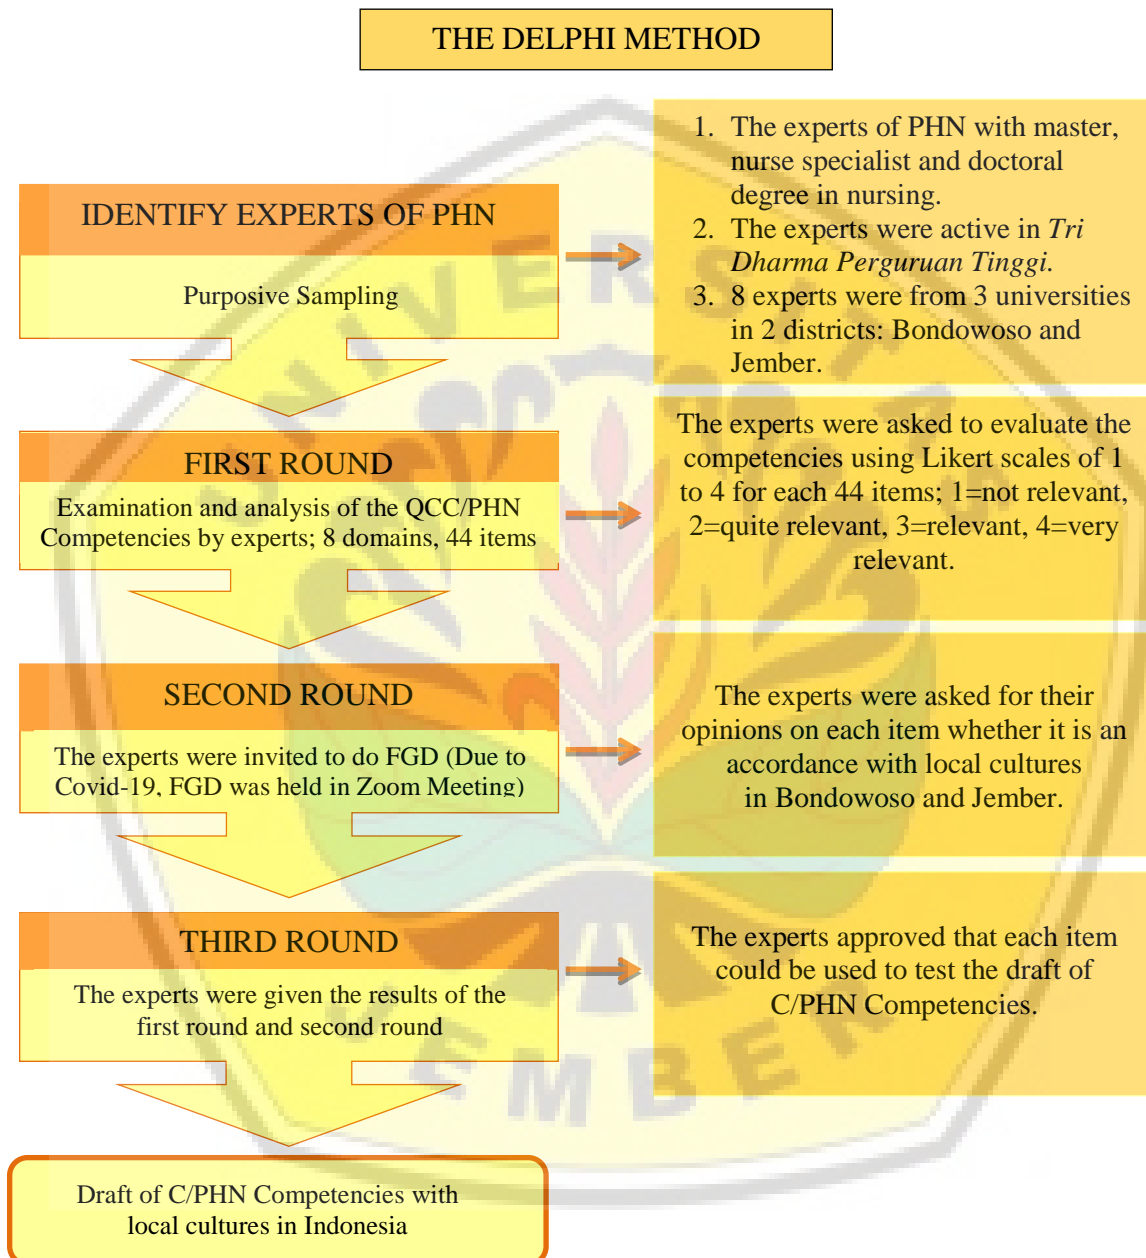 THE DELPHI METHOD
IDENTIFY EXPERTS OF PHN
Purposive Sampling
1. The experts of PHN with master,
nurse specialist and doctoral
degree in nursing.
2. The experts were active in Tri
Dharma Perguruan Tinggi.
3. 8 experts were from 3 universities
in 2 districts: Bondowoso and
Jember.
FIRST ROUND
Examination and analysis of the QCC/PHN
Competencies by experts; 8 domains, 44 items
The experts were asked to evaluate the
competencies using Likert scales of 1
to 4 for each 44 items; 1=not relevant,
2=quite relevant, 3=relevant, 4=very
relevant.
SECOND ROUND
The experts were invited to do FGD (Due to
Covid-19, FGD was held in Zoom Meeting)
The experts were asked for their
opinions on each item whether it is an
accordance with local cultures
in Bondowoso and Jember.
THIRD ROUND
The experts were given the results of the
first round and second round
The experts approved that each item
could be used to test the draft of
C/PHN Competencies.
Draft of C/PHN Competencies with
local cultures in Indonesia
UNIVERSITAS
JEMBER